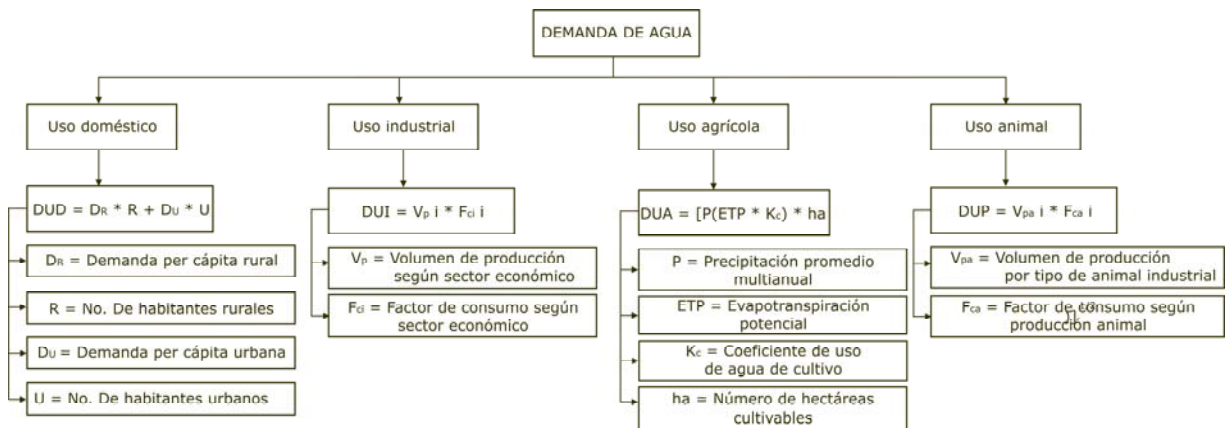 DEMANDA DE AGUA
Uso doméstico
Uso industrial
Uso agrícola
Uso animal
DUD = DR * R + DU * U
DR = Demanda per cápita rural
R = No. De habitantes rurales
DU = Demanda per cápita urbana
U = No. De habitantes urbanos
DUI = Vp i * Fci i
VP = Volumen de producción
según sector económico
Fci = Factor de consumo según
sector económico
DUA = [P(ETP * Kc) * ha
P = Precipitación promedio
multianual
ETP = Evapotranspiración
potencial
Kc = Coeficiente de uso
de agua de cultivo
ha = Número de hectáreas
cultivables
DUP = Vpa i * Fca i
Vpa = Volumen de producción
por tipo de animal industrial
Fca = Factor de consumo según
producción animal